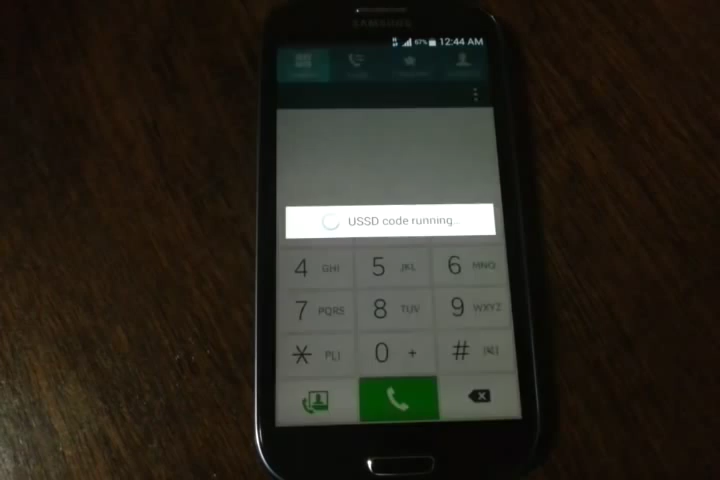 SAMSUNG
67% 12:44 AM
USSD code running...
4 GHI 5 JKL 6 MNO
7 PQRS 8 TUV 9 WXYZ
* 0 + #